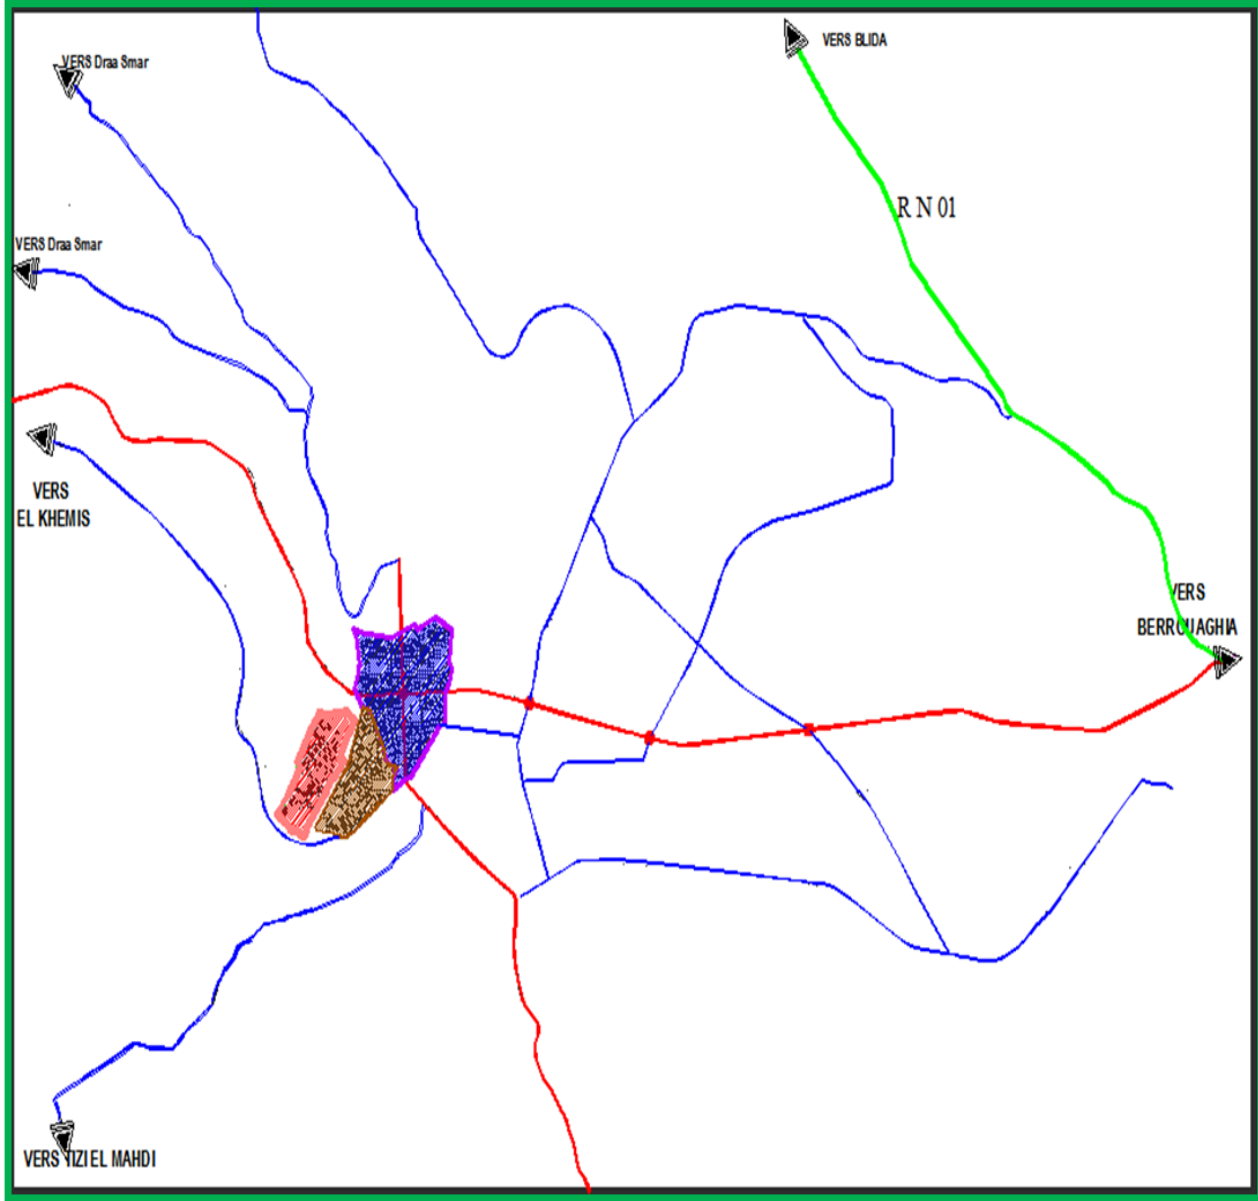 VERS BLIDA
VERS Draa Smar
R N 01
VERS Draa Smar
VERS
EL KHEMIS
VERS
BERROUAGHIA
VERS TIZI EL MAHDI